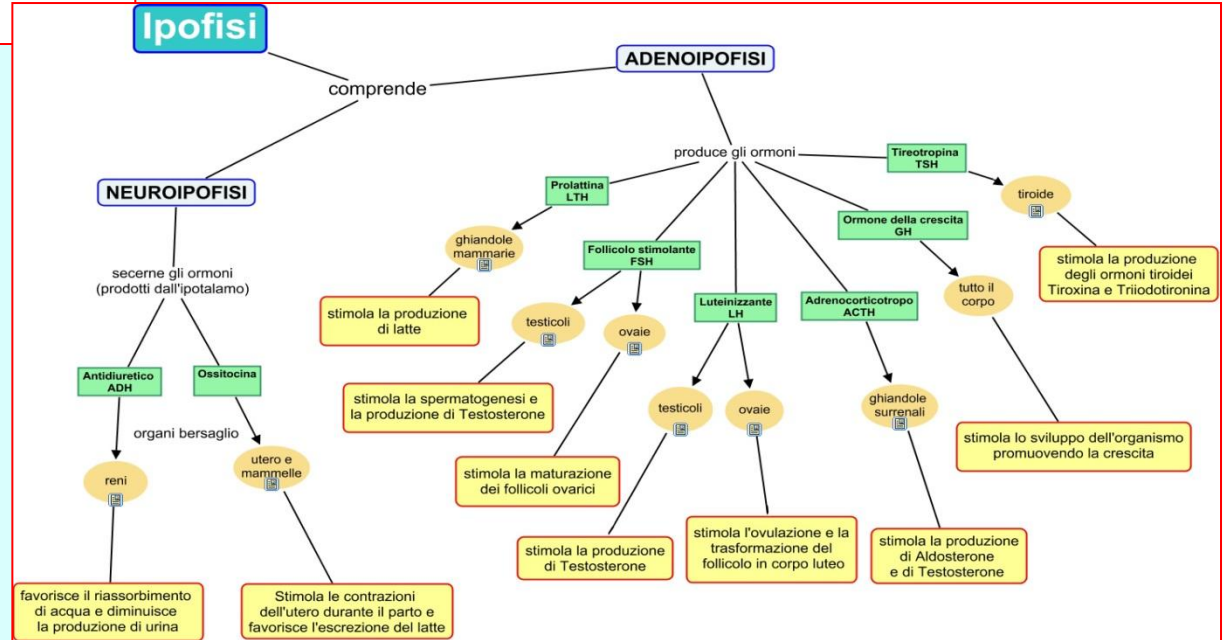 Ipofisi
comprende
ADENOIPOFISI
NEUROIPOFISI
secerne gli ormoni
(prodotti dall'ipotalamo)
Antidiuretico
ADH
Ossitocina
organi bersaglio
reni
utero e
mammelle
favorisce il riassorbimento
di acqua e diminuisce
la produzione di urina
Stimola le contrazioni
dell'utero durante il parto e
favorisce l'escrezione del latte
produce gli ormoni
Prolattina
LTH
ghiandole
mammarie
stimola la produzione
di latte
Follicolo stimolante
FSH
testicoli
ovaie
stimola la spermatogenesi e
la produzione di Testosterone
stimola la maturazione
dei follicoli ovarici
Luteinizzante
LH
testicoli
ovaie
stimola la produzione
di Testosterone
stimola l'ovulazione e la
trasformazione del
follicolo in corpo luteo
Adrenocorticotropo
ACTH
ghiandole
surrenali
stimola la produzione
di Aldosterone
e di Testosterone
Ormone della crescita
GH
tutto il
corpo
stimola lo sviluppo dell'organismo
promuovendo la crescita
Tireotropina
TSH
tiroide
stimola la produzione
degli ormoni tiroidei
Tiroxina e Triiodotironina